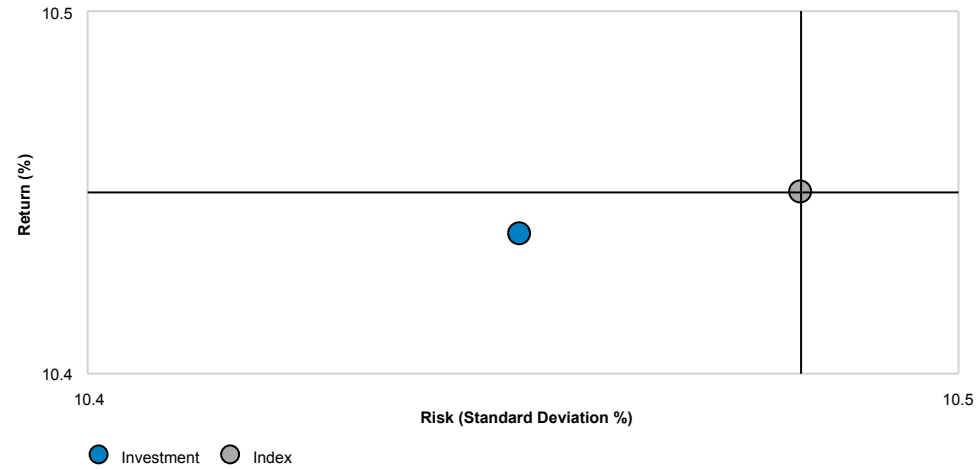 10.5
Return (%)
10.4
10.4
10.5
Risk (Standard Deviation %)
Investment
Index